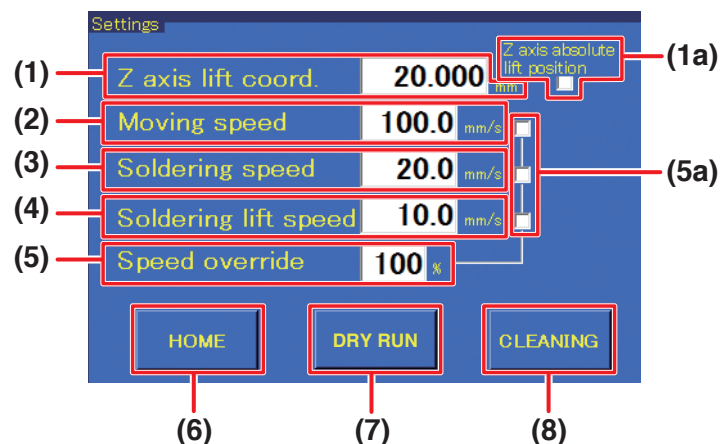 Settings
Z axis absolute
lift position
(1a)
(1)
Z axis lift coord.
20.000
mm
(2)
Moving speed
100.0
mm/s
(3)
Soldering speed
20.0
mm/s
(5a)
(4)
Soldering lift speed
10.0
mm/s
(5)
Speed override
100
%
HOME
DRY RUN
CLEANING
(6)
(7)
(8)